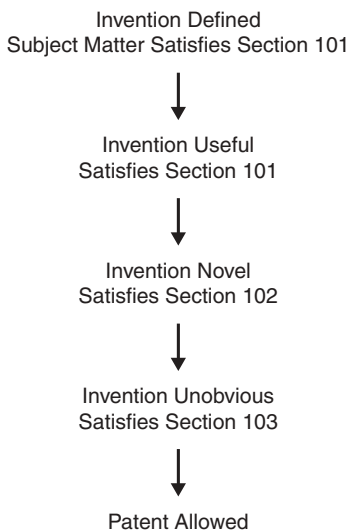 Invention Defined
Subject Matter Satisfies Section 101
Invention Useful
Satisfies Section 101
Invention Novel
Satisfies Section 102
Invention Unobvious
Satisfies Section 103
Patent Allowed